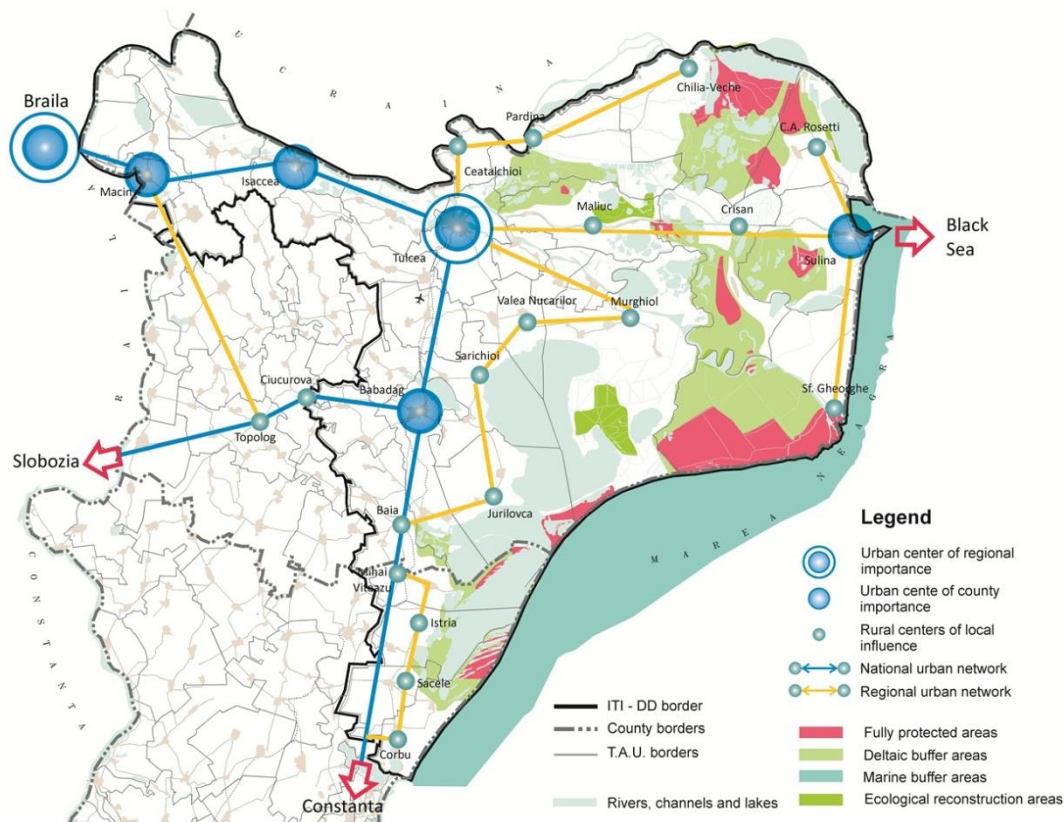 U C R A I N A
Braila
Chilia-Veche
Pardina
C.A. Rosetti
Ceatalchioi
Isaccea
Macin
Maliuc
Crisan
Black
Sea
Tulcea
Sulina
B R A I L A
Valea Nucarilor
Murghiol
Sarichioi
Ciucurova
Babadag
Sf. Gheorghe
Topolog
Slobozia
Jurilovca
Baia
M A R E A
N E A G R A
Mihai
Viteazu
C O N S T A N T A
Istria
Sacele
Corbu
Constanta
Legend
Urban center of regional
importance
Urban cente of county
importance
Rural centers of local
influence
National urban network
Regional urban network
ITI - DD border
County borders
T.A.U. borders
Rivers, channels and lakes
Fully protected areas
Deltaic buffer areas
Marine buffer areas
Ecological reconstruction areas